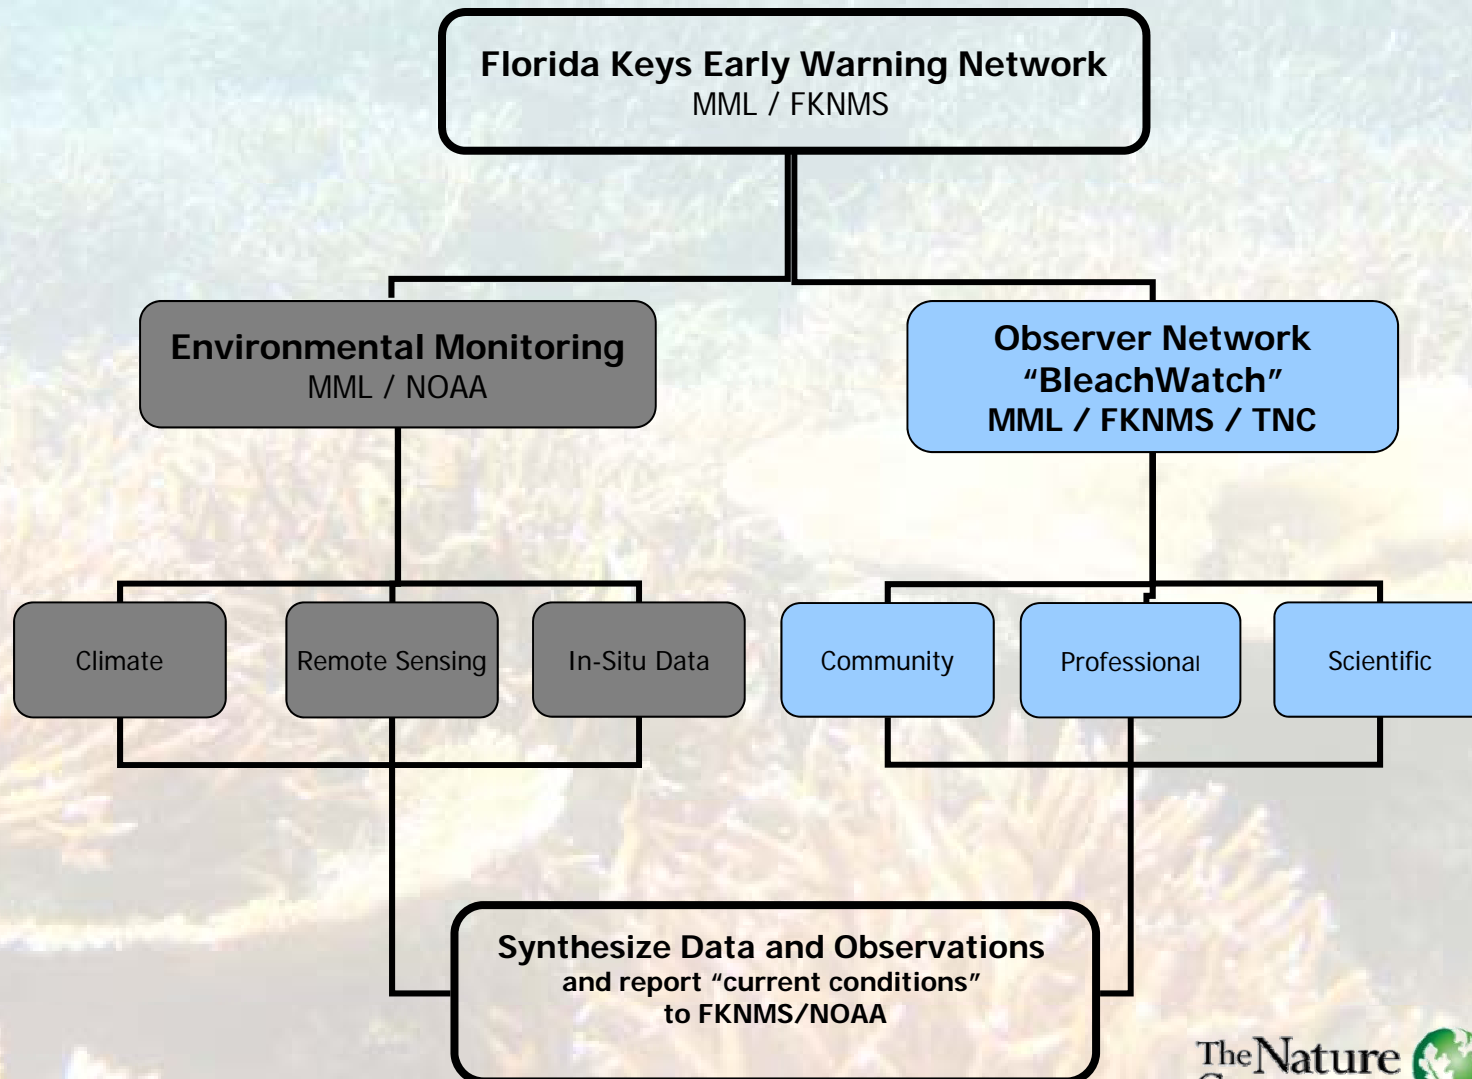 Florida Keys Early Warning Network
MML / FKNMS
Environmental Monitoring
MML / NOAA
Observer Network
“BleachWatch”
MML / FKNMS / TNC
Climate
Remote Sensing
In-Situ Data
Community
Professional
Scientific
Synthesize Data and Observations
and report “current conditions”
to FKNMS/NOAA
The Nature